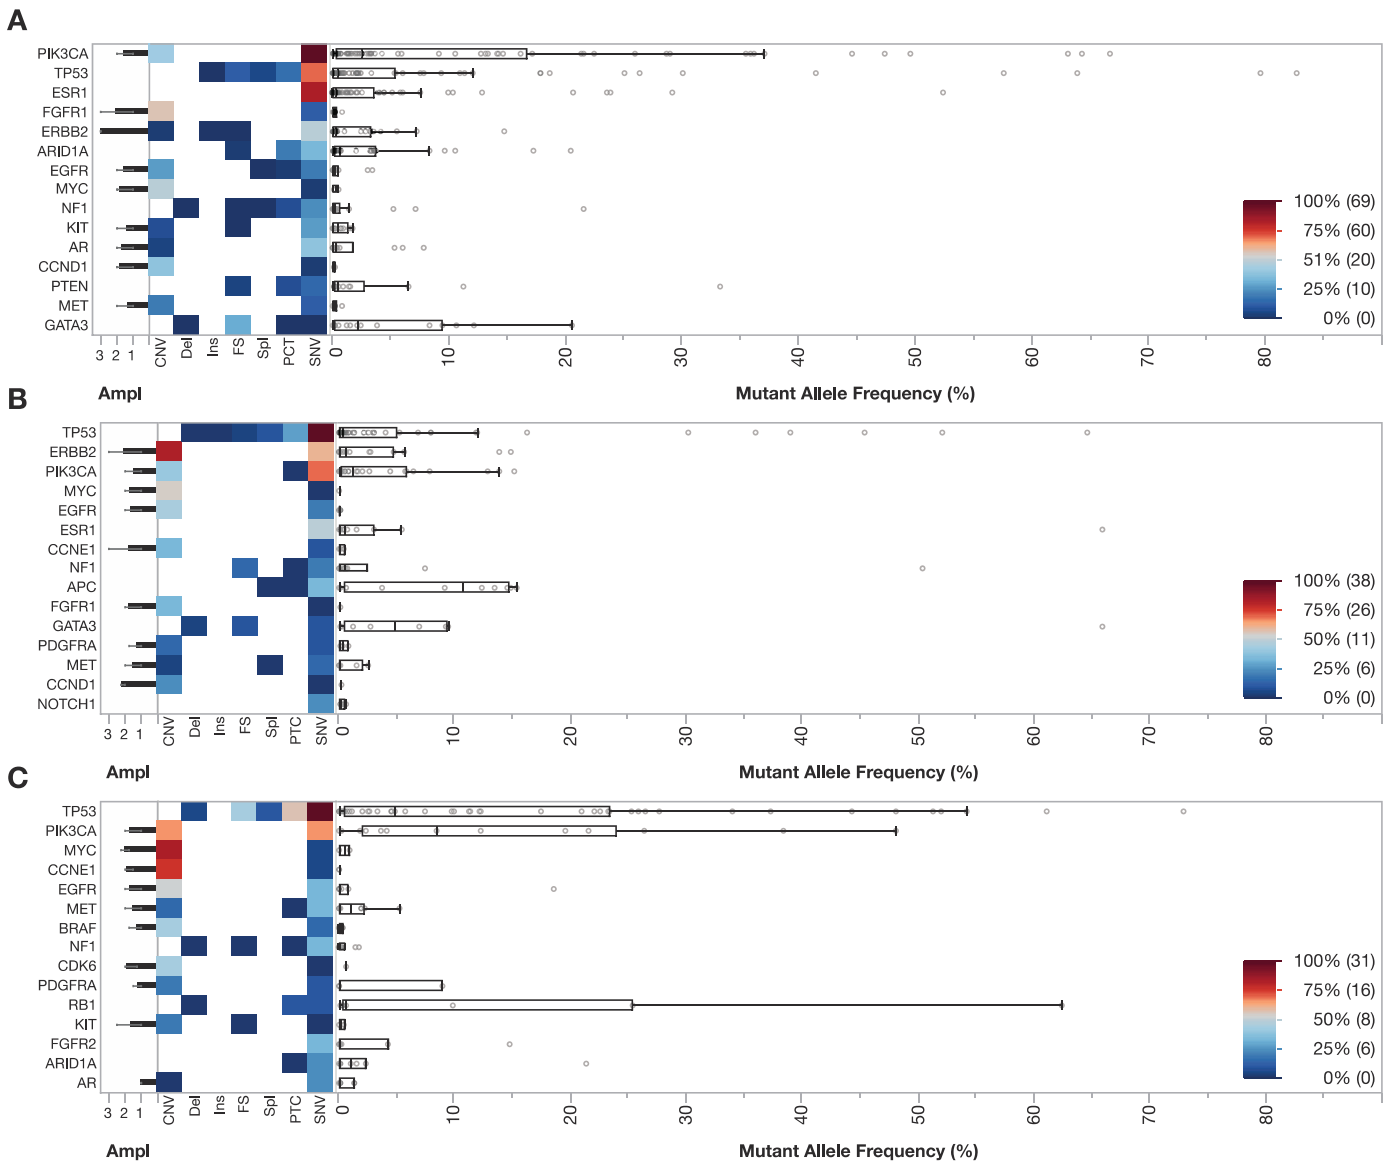 A
PIK3CA
TP53
ESR1
FGFR1
ERBB2
ARID1A
EGFR
MYC
NF1
KIT
AR
CCND1
PTEN
MET
GATA3
100% (69)
75% (60)
51% (20)
25% (10)
0% (0)
3 2 1 CNV Del Ins FS Spl PCT SNV 0 10 20 30 40 50 60 70 80
Ampl Mutant Allele Frequency (%)
B
TP53
ERBB2
PIK3CA
MYC
EGFR
ESR1
CCNE1
NF1
APC
FGFR1
GATA3
PDGFRA
MET
CCND1
NOTCH1
100% (38)
75% (26)
50% (11)
25% (6)
0% (0)
3 2 1 CNV Del Ins FS Spl PTC SNV 0 10 20 30 40 50 60 70 80
Ampl Mutant Allele Frequency (%)
C
TP53
PIK3CA
MYC
CCNE1
EGFR
MET
BRAF
NF1
CDK6
PDGFRA
RB1
KIT
FGFR2
ARID1A
AR
100% (31)
75% (16)
50% (8)
25% (6)
0% (0)
3 2 1 CNV Del Ins FS Spl PTC SNV 0 10 20 30 40 50 60 70 80
Ampl Mutant Allele Frequency (%)